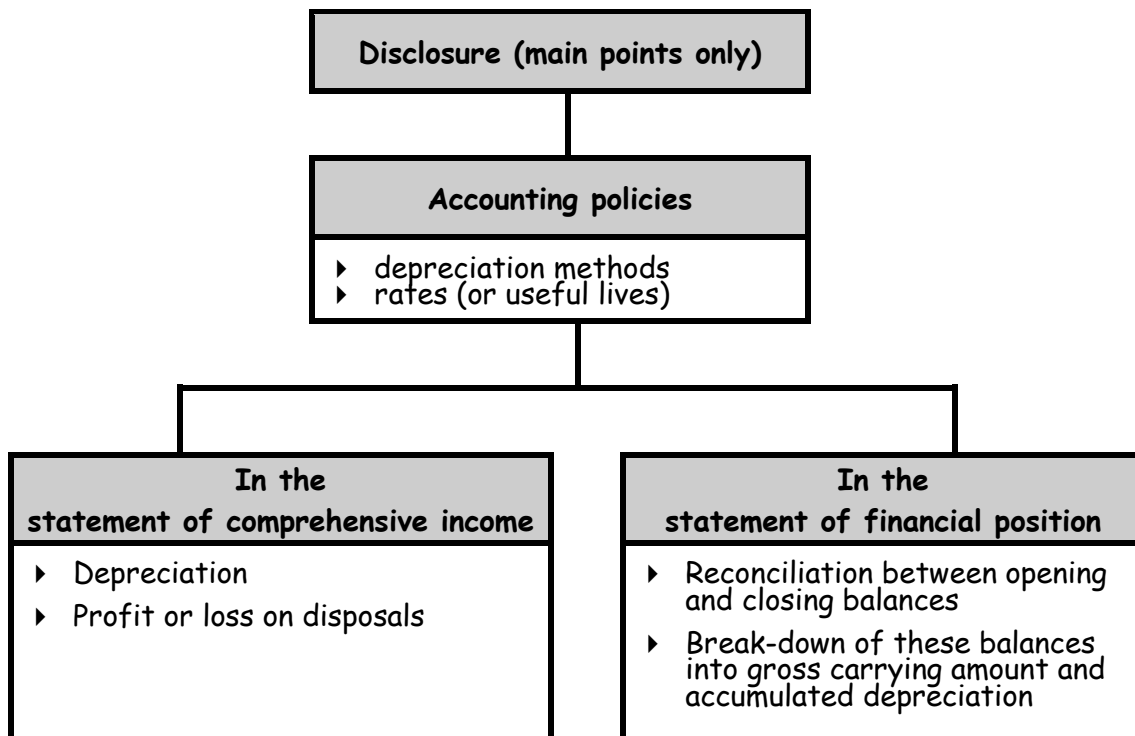 Disclosure (main points only)
Accounting policies
▸ depreciation methods
▸ rates (or useful lives)
In the
statement of comprehensive income
▸ Depreciation
▸ Profit or loss on disposals
In the
statement of financial position
▸ Reconciliation between opening
and closing balances
▸ Break-down of these balances
into gross carrying amount and
accumulated depreciation